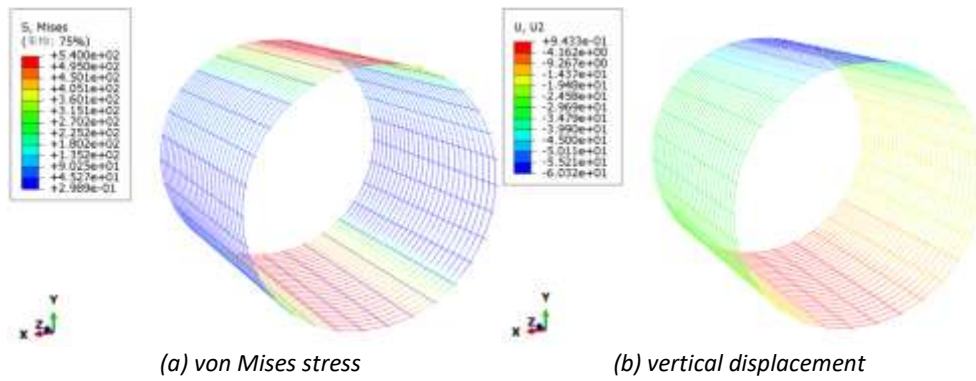 S, Mises
75%)
+5.400e+02
+4.950e+02
+4.501e+02
+4.051e+02
+3.601e+02
+3.151e+02
+2.702e+02
+2.252e+02
+1.802e+02
+1.352e+02
+9.025e+01
+4.527e+01
+2.989e-01
Y
Z
X
(a) von Mises stress
U, U2
+9.433e-01
-4.162e+00
-9.267e+00
-1.437e+01
-1.948e+01
-2.458e+01
-2.969e+01
-3.479e+01
-3.990e+01
-4.500e+01
-5.011e+01
-5.521e+01
-6.032e+01
Y
Z
X
(b) vertical displacement